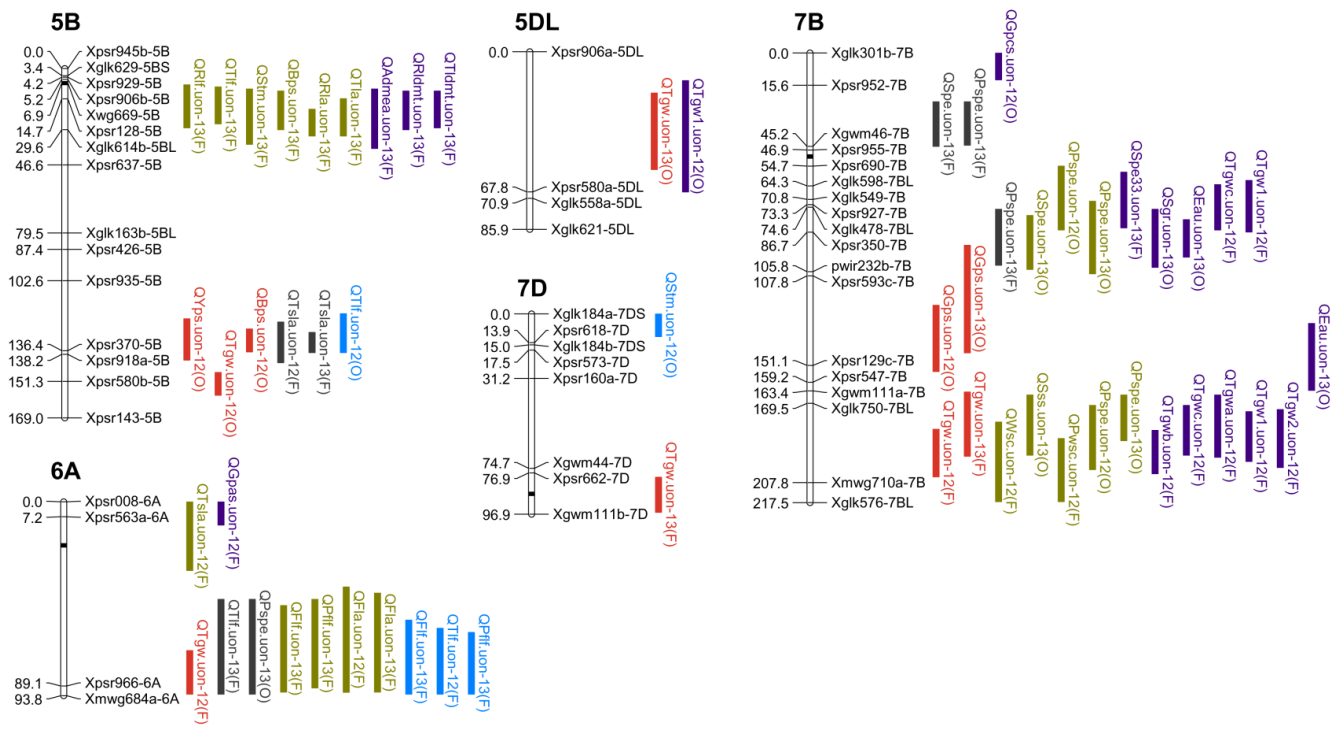 5B
0.0 Xpsr945b-5B
3.4 Xglk629-5BS
4.2 Xpsr929-5B
5.2 Xpsr906b-5B
6.9 Xwg669-5B
14.7 Xpsr128-5B
29.6 Xglk614b-5BL
46.6 Xpsr637-5B
79.5 Xglk163b-5BL
87.4 Xpsr426-5B
102.6 Xpsr935-5B
136.4 Xpsr370-5B
138.2 Xpsr918a-5B
151.3 Xpsr580b-5B
169.0 Xpsr143-5B
QRlf.uon-13(F)
QTlf.uon-13(F)
QStm.uon-13(F)
QBps.uon-13(F)
QRla.uon-13(F)
QTla.uon-13(F)
QAdmea.uon-13(F)
QRldmt.uon-13(F)
QTldmt.uon-13(F)
QYps.uon-12(O)
QTgw.uon-12(O)
QBps.uon-12(O)
QTsla.uon-12(F)
QTsla.uon-13(F)
QTlf.uon-12(O)
6A
0.0 Xpsr008-6A
7.2 Xpsr563a-6A
89.1 Xpsr966-6A
93.8 Xmwg684a-6A
QTsla.uon-12(F)
QGpas.uon-12(F)
QTgw.uon-12(F)
QTlf.uon-13(F)
QPspe.uon-13(O)
QFlf.uon-13(F)
QPflf.uon-13(F)
QFla.uon-12(F)
QFla.uon-13(F)
QFlf.uon-13(F)
QTlf.uon-12(F)
QPflf.uon-13(F)
5DL
0.0 Xpsr906a-5DL
67.8 Xpsr580a-5DL
70.9 Xglk558a-5DL
85.9 Xglk621-5DL
QTgw.uon-13(O)
QTgw1.uon-12(O)
7D
0.0 Xglk184a-7DS
13.9 Xpsr618-7D
15.0 Xglk184b-7DS
17.5 Xpsr573-7D
31.2 Xpsr160a-7D
74.7 Xgwm44-7D
76.9 Xpsr662-7D
96.9 Xgwm111b-7D
QStm.uon-12(O)
QTgw.uon-13(F)
7B
0.0 Xglk301b-7B
15.6 Xpsr952-7B
45.2 Xgwm46-7B
46.9 Xpsr955-7B
54.7 Xpsr690-7B
64.3 Xglk598-7BL
70.8 Xglk549-7B
73.3 Xpsr927-7B
74.6 Xglk478-7BL
86.7 Xpsr350-7B
105.8 pwir232b-7B
107.8 Xpsr593c-7B
151.1 Xpsr129c-7B
159.2 Xpsr547-7B
163.4 Xgwm111a-7B
169.5 Xglk750-7BL
207.8 Xmwg710a-7B
217.5 Xglk576-7BL
QSpe.uon-13(F)
QPspe.uon-13(F)
QGpcs.uon-12(O)
QPspe.uon-13(F)
QSpe.uon-13(O)
QPspe.uon-12(O)
QPspe.uon-13(O)
QSpe33.uon-13(F)
QSgr.uon-13(O)
QEau.uon-13(O)
QTgwc.uon-12(F)
QTgw1.uon-12(F)
QGps.uon-12(O)
QGps.uon-13(O)
QEau.uon-13(O)
QTgw.uon-12(F)
QTgw.uon-13(F)
QWsc.uon-12(F)
QSss.uon-13(O)
QPwsc.uon-12(F)
QPspe.uon-12(O)
QPspe.uon-13(O)
QTgwb.uon-12(F)
QTgwc.uon-12(F)
QTgwa.uon-12(F)
QTgw1.uon-12(F)
QTgw2.uon-12(F)